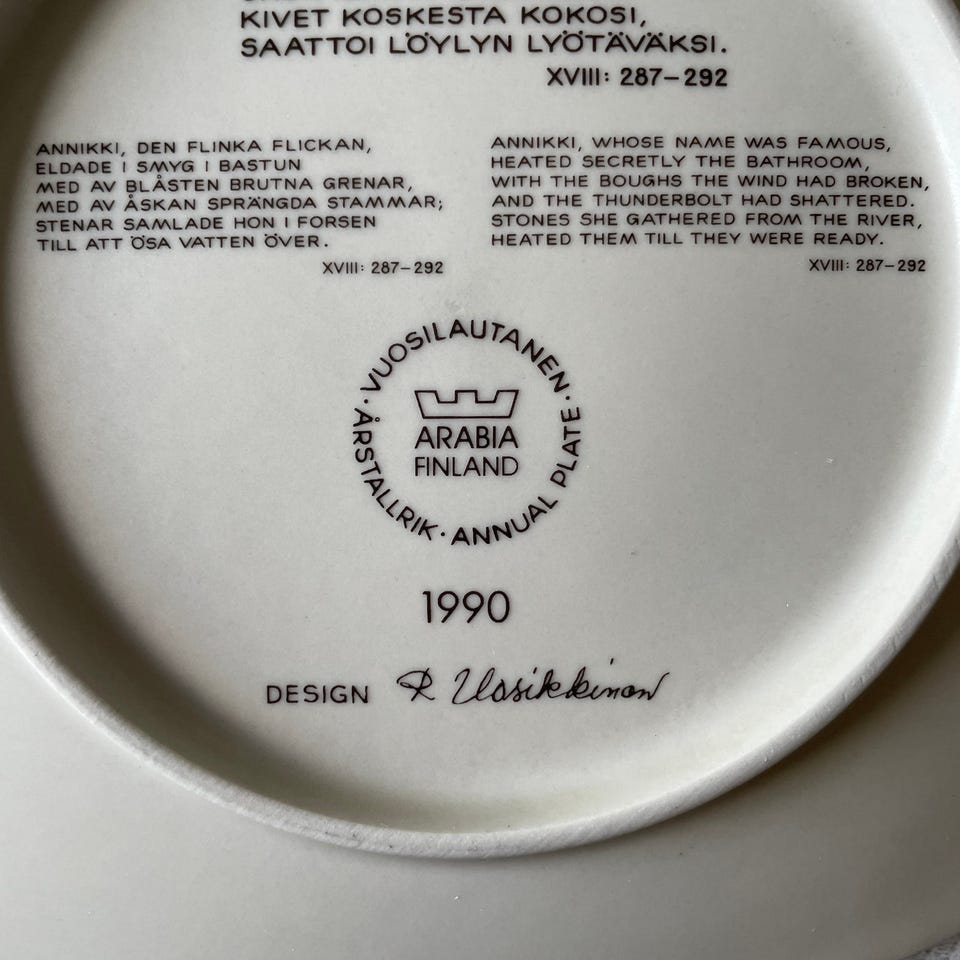 KIVET KOSKESTA KOKOSI,
SAATTOI LÖYLYN LYÖTÄVÄKSI.
XVIII: 287–292
ANNIKKI, DEN FLINKA FLICKAN,
ELDADE I SMYG I BASTUN
MED AV BLÅSTEN BRUTNA GRENAR,
MED AV ÅSKAN SPRÄNGDA STAMMAR;
STENAR SAMLADE HON I FORSEN
TILL ATT ÖSA VATTEN ÖVER.
XVIII: 287–292
ANNIKKI, WHOSE NAME WAS FAMOUS,
HEATED SECRETLY THE BATHROOM,
WITH THE BOUGHS THE WIND HAD BROKEN,
AND THE THUNDERBOLT HAD SHATTERED.
STONES SHE GATHERED FROM THE RIVER,
HEATED THEM TILL THEY WERE READY.
XVIII: 287–292
· VUOSILAUTANEN ·
ARABIA
FINLAND
ÅRSTALLRIK · ANNUAL PLATE
1990
DESIGN R Uosikkinen